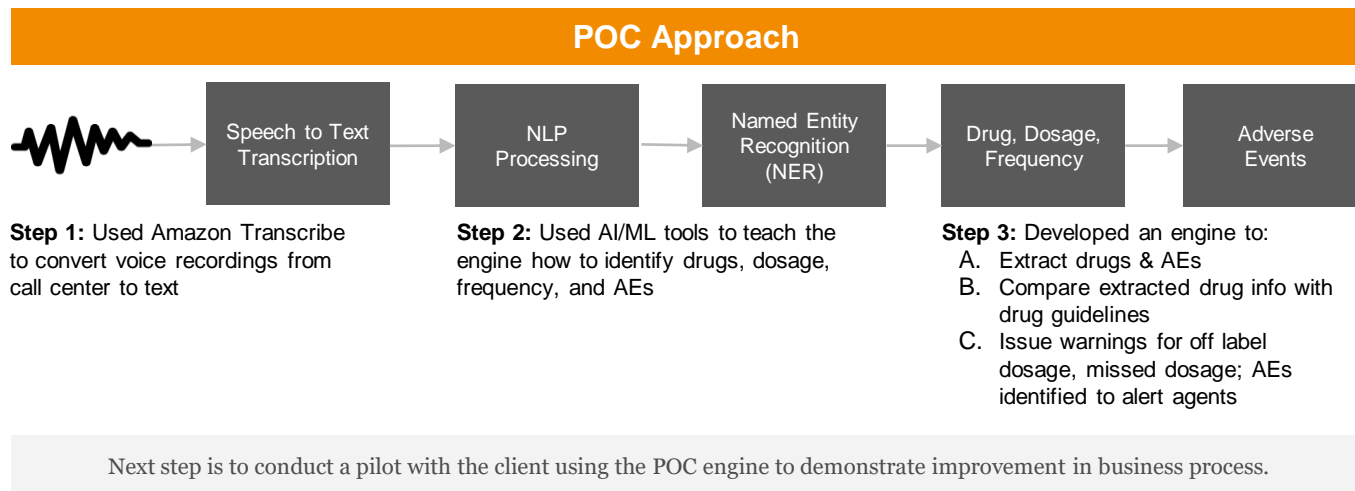 POC Approach
Speech to Text
Transcription
NLP
Processing
Named Entity
Recognition
(NER)
Drug, Dosage,
Frequency
Adverse
Events
Step 1: Used Amazon Transcribe
to convert voice recordings from
call center to text
Step 2: Used AI/ML tools to teach the
engine how to identify drugs, dosage,
frequency, and AEs
Step 3: Developed an engine to:
A. Extract drugs & AEs
B. Compare extracted drug info with
drug guidelines
C. Issue warnings for off label
dosage, missed dosage; AEs
identified to alert agents
Next step is to conduct a pilot with the client using the POC engine to demonstrate improvement in business process.